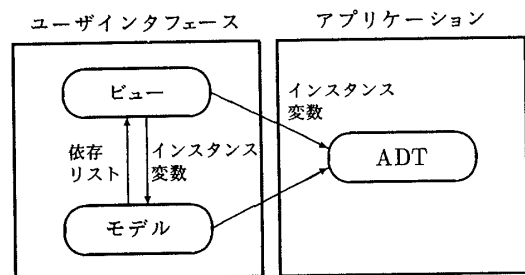 ユーザインタフェース
アプリケーション
ビュー
インスタンス
変数
依存
リスト
インスタンス
変数
ADT
モデル